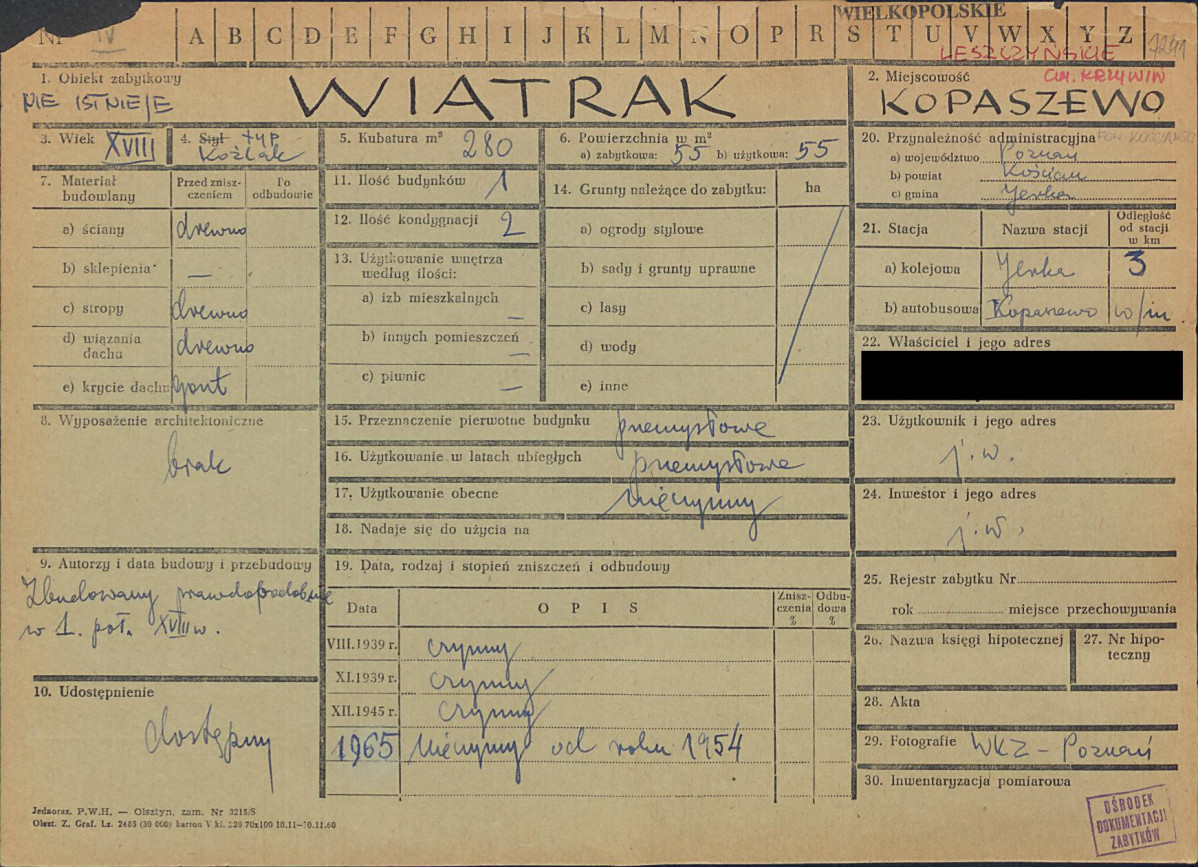 WIELKOPOLSKIE
Nr IV A B C D E F G H I J K L M N O P R S T U V W X Y Z
LESZCZYŃSKIE
GM. KRZYWIŃ
1. Obiekt zabytkowy
NIE ISTNIEJE
WIATRAK
2. Miejscowość
KOPASZEWO
3. Wiek XVIII
4. Styl typ
Koźlak
5. Kubatura m³ 280
6. Powierzchnia w m²
a) zabytkowa: 55 b) użytkowa: 55
20. Przynależność administracyjna
a) województwo Poznań
b) powiat Kościan
c) gmina Jerka
7. Materiał budowlany
Przed zniszczeniem
Po odbudowie
a) ściany drewno
b) sklepienia —
c) stropy drewno
d) wiązania dachu drewno
e) krycie dachu gont
11. Ilość budynków 1
12. Ilość kondygnacji 2
13. Użytkowanie wnętrza
według ilości:
a) izb mieszkalnych —
b) innych pomieszczeń —
c) piwnic —
14. Grunty należące do zabytku: ha
a) ogrody stylowe
b) sady i grunty uprawne
c) lasy
d) wody
e) inne
21. Stacja
Nazwa stacji
Odległość
od stacji
w km
a) kolejowa Jerka 3
b) autobusowa Kopaszewo w/m
22. Właściciel i jego adres
8. Wyposażenie architektoniczne
brak
15. Przeznaczenie pierwotne budynku przemysłowe
16. Użytkowanie w latach ubiegłych przemysłowe
17. Użytkowanie obecne nieczynny
18. Nadaje się do użycia na
23. Użytkownik i jego adres
j.w.
24. Inwestor i jego adres
j.w.
9. Autorzy i data budowy i przebudowy
Zbudowany prawdopodobnie
w 1. poł. XVIII w.
10. Udostępnienie
dostępny
19. Data, rodzaj i stopień zniszczeń i odbudowy
Data
OPIS
Zniszczenia %
Odbudowa %
VIII.1939 r. czynny
XI.1939 r. czynny
XII.1945 r. czynny
1965 nieczynny od roku 1954
25. Rejestr zabytku Nr
rok miejsce przechowywania
26. Nazwa księgi hipotecznej
27. Nr hipoteczny
28. Akta
29. Fotografie WKZ – Poznań
30. Inwentaryzacja pomiarowa
OŚRODEK
DOKUMENTACJI
ZABYTKÓW
Jednoraz. P.W.H. — Olsztyn, zam. Nr 3215/S